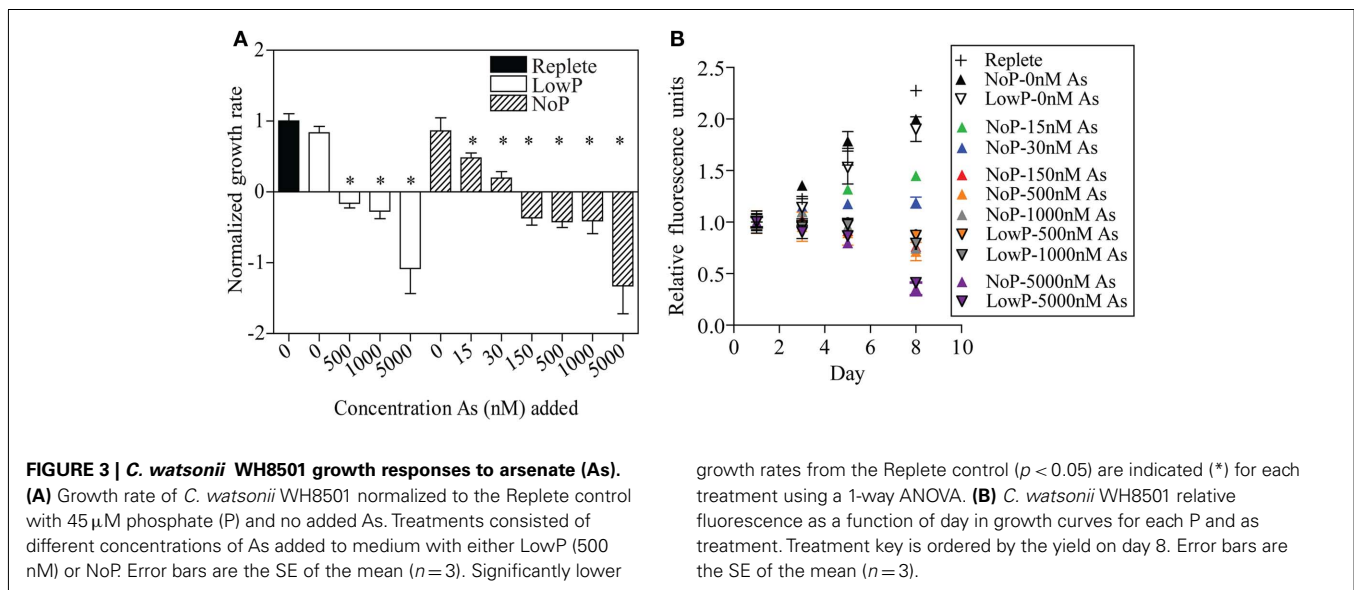 A
B
2
1
0
-1
-2
Normalized growth rate
Replete
LowP
NoP
* * * * * * * * *
0 0 500 1000 5000 0 15 30 150 500 1000 5000
Concentration As (nM) added
2.5
2.0
1.5
1.0
0.5
0.0
Relative fluorescence units
0 2 4 6 8 10
Day
Replete
NoP-0nM As
LowP-0nM As
NoP-15nM As
NoP-30nM As
NoP-150nM As
NoP-500nM As
NoP-1000nM As
LowP-500nM As
LowP-1000nM As
NoP-5000nM As
LowP-5000nM As
FIGURE 3 | C. watsonii WH8501 growth responses to arsenate (As).
(A) Growth rate of C. watsonii WH8501 normalized to the Replete control
with 45 μM phosphate (P) and no added As. Treatments consisted of
different concentrations of As added to medium with either LowP (500
nM) or NoP. Error bars are the SE of the mean (n = 3). Significantly lower
growth rates from the Replete control (p < 0.05) are indicated (*) for each
treatment using a 1-way ANOVA. (B) C. watsonii WH8501 relative
fluorescence as a function of day in growth curves for each P and as
treatment. Treatment key is ordered by the yield on day 8. Error bars are
the SE of the mean (n = 3).